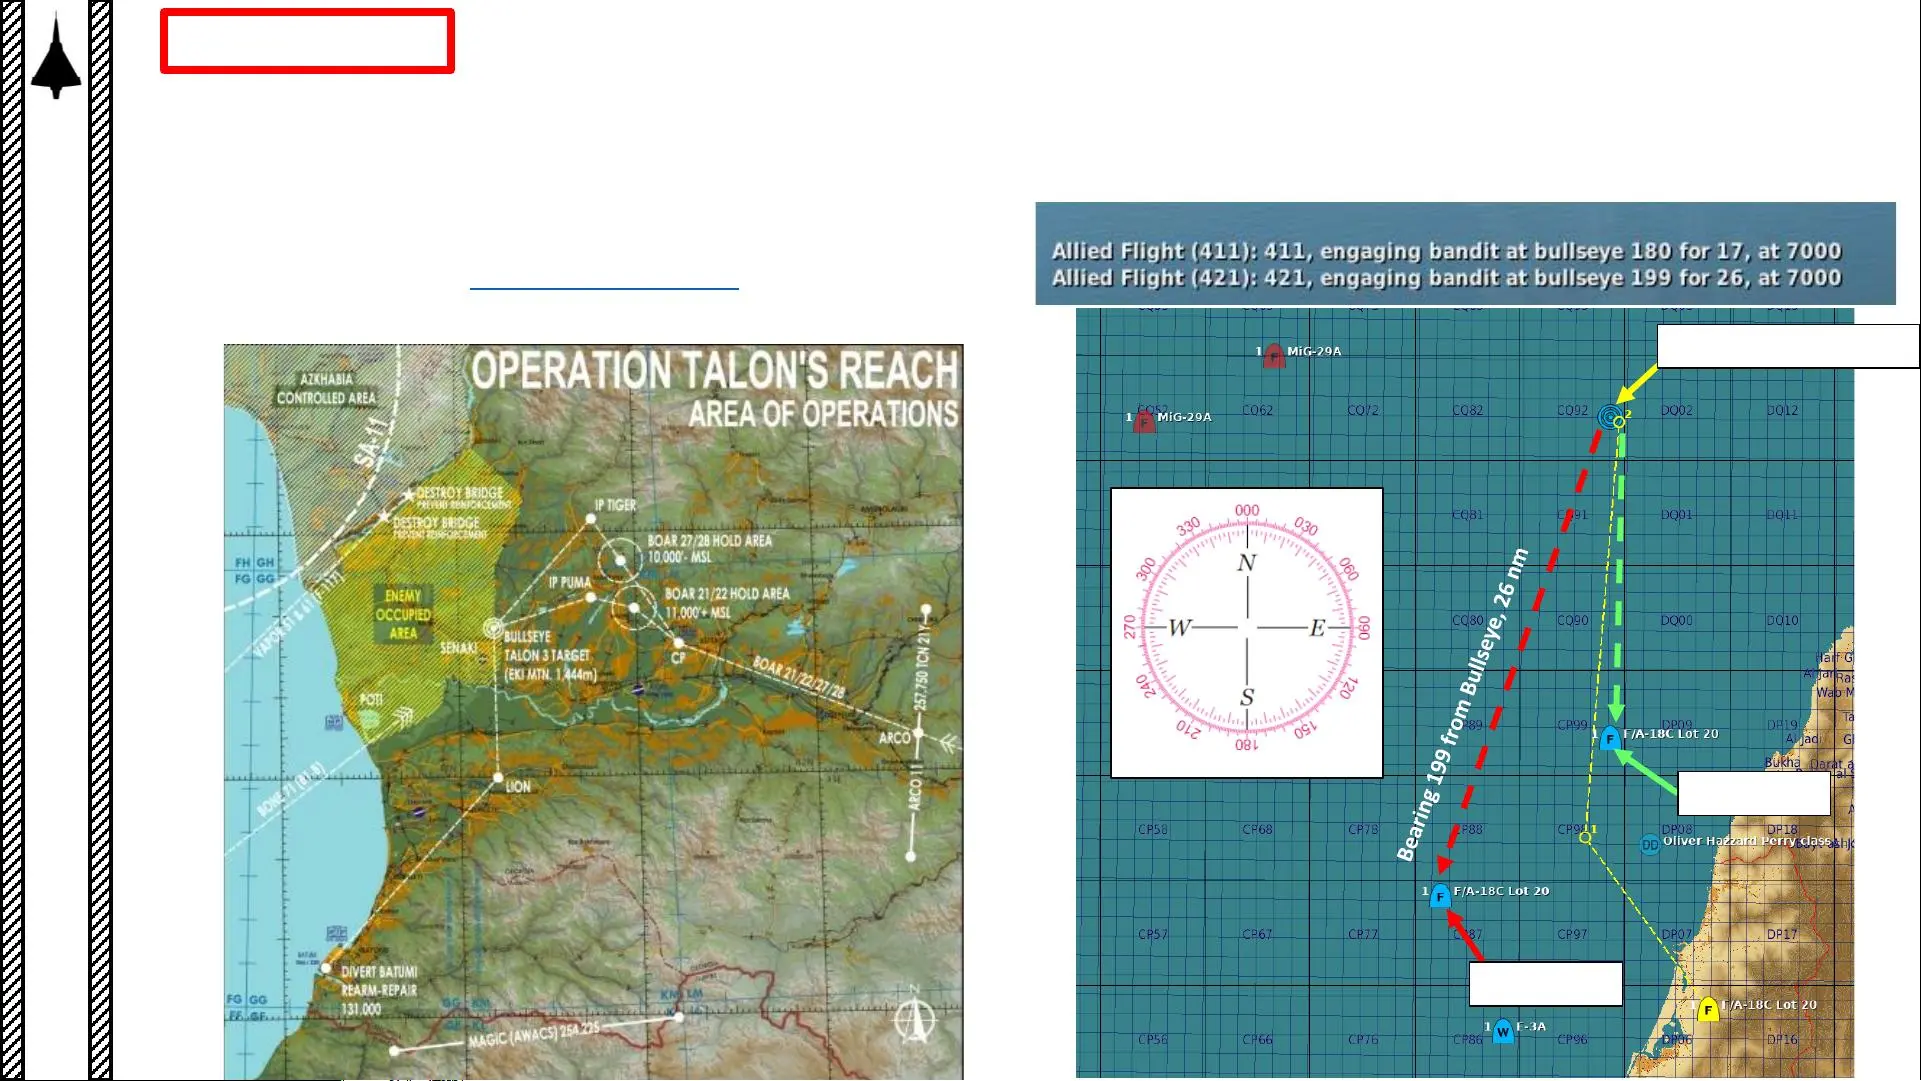 Allied Flight (411): 411, engaging bandit at bullseye 180 for 17, at 7000
Allied Flight (421): 421, engaging bandit at bullseye 199 for 26, at 7000
OPERATION TALON'S REACH
AREA OF OPERATIONS
AZKHABIA
CONTROLLED AREA
SA-11
DESTROY BRIDGE
PREVENT REINFORCEMENT
DESTROY BRIDGE
PREVENT REINFORCEMENT
IP TIGER
BOAR 27/28 HOLD AREA
10,000'- MSL
FH GH
FG GG
IP PUMA
BOAR 21/22 HOLD AREA
11,000'+ MSL
ENEMY
OCCUPIED
AREA
BULLSEYE
TALON 3 TARGET
(EKI MTN. 1,444m)
SENAKI
CP
BOAR 21/22/27/28
257.750 TCN 21Y
POTI
ARCO
ARCO 11
LION
DIVERT BATUMI
REARM-REPAIR
131.000
FG GG
FF GF
GG KM
KM LM
MAGIC (AWACS) 254.225
1 MiG-29A
1 MiG-29A
CQ52 CQ62 CQ72 CQ82 CQ92 2 DQ02 DQ12
CQ81 DQ01 DQ11
CQ80 CQ90 DQ00 DQ10
000
330 030
300 060
270 090
240 120
210 150
180
N
W E
S
Bearing 199 from Bullseye, 26 nm
CP99 DP09 DP19
1 F/A-18C Lot 20
Bukha
CP58 CP68 CP78 DP08 DP18
1
DD Oliver Hazzard Perry class
1 F F/A-18C Lot 20
CP57 CP67 CP77 CP97 DP07 DP17
F F/A-18C Lot 20
1 W E-3A
CP56 CP66 CP76 CP86 CP96 DP06 DP16